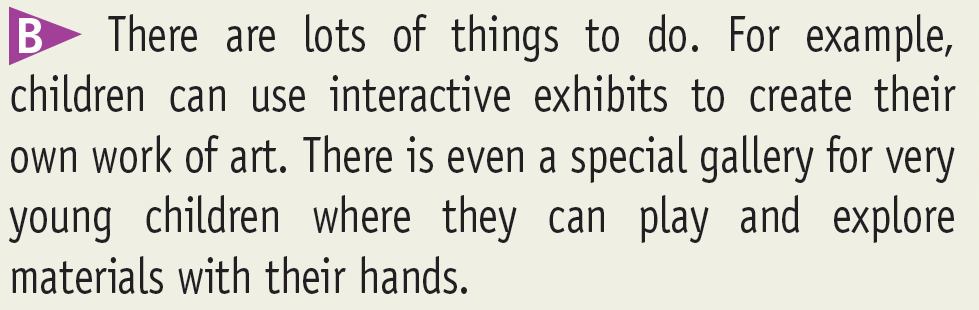 B There are lots of things to do. For example,
children can use interactive exhibits to create their
own work of art. There is even a special gallery for very
young children where they can play and explore
materials with their hands.